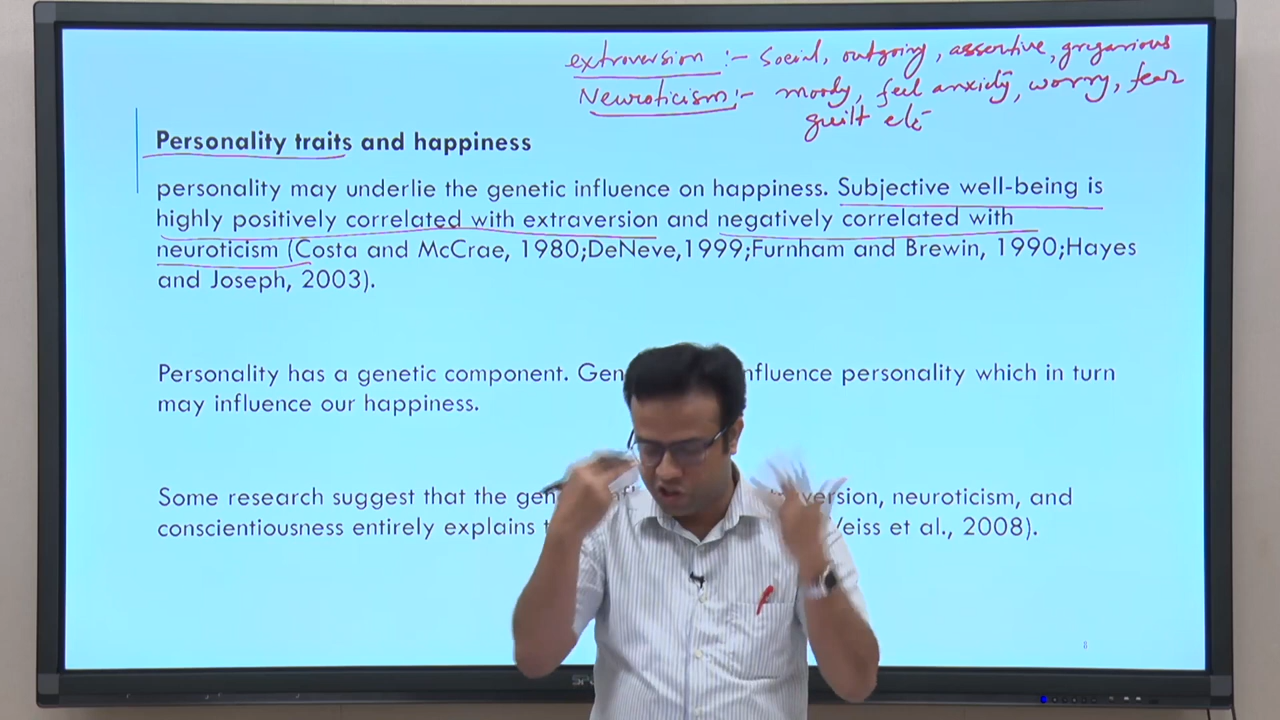 extroversion :- Social, outgoing, assertive, gregarious
Neuroticism:- moody, feel anxiety, worry, fear
guilt etc
Personality traits and happiness
personality may underlie the genetic influence on happiness. Subjective well-being is
highly positively correlated with extraversion and negatively correlated with
neuroticism (Costa and McCrae, 1980;DeNeve,1999;Furnham and Brewin, 1990;Hayes
and Joseph, 2003).
Personality has a genetic component. influence personality which in turn
may influence our happiness.
Some research suggest that the neuroticism, and
conscientiousness entirely explains et al., 2008).